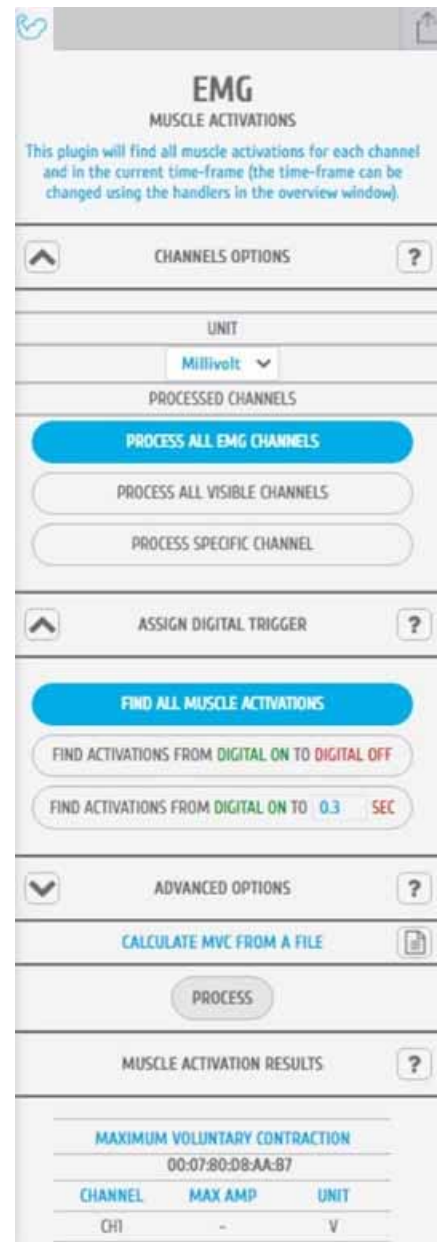 EMG
MUSCLE ACTIVATIONS
This plugin will find all muscle activations for each channel
and in the current time-frame (the time-frame can be
changed using the handlers in the overview window).
CHANNELS OPTIONS ?
UNIT
Millivolt
PROCESSED CHANNELS
PROCESS ALL EMG CHANNELS
PROCESS ALL VISIBLE CHANNELS
PROCESS SPECIFIC CHANNEL
ASSIGN DIGITAL TRIGGER ?
FIND ALL MUSCLE ACTIVATIONS
FIND ACTIVATIONS FROM DIGITAL ON TO DIGITAL OFF
FIND ACTIVATIONS FROM DIGITAL ON TO 0.3 SEC
ADVANCED OPTIONS ?
CALCULATE MVC FROM A FILE
PROCESS
MUSCLE ACTIVATION RESULTS ?
MAXIMUM VOLUNTARY CONTRACTION
00:07:80:D8:AA:B7
CHANNEL MAX AMP UNIT
CH1 - V